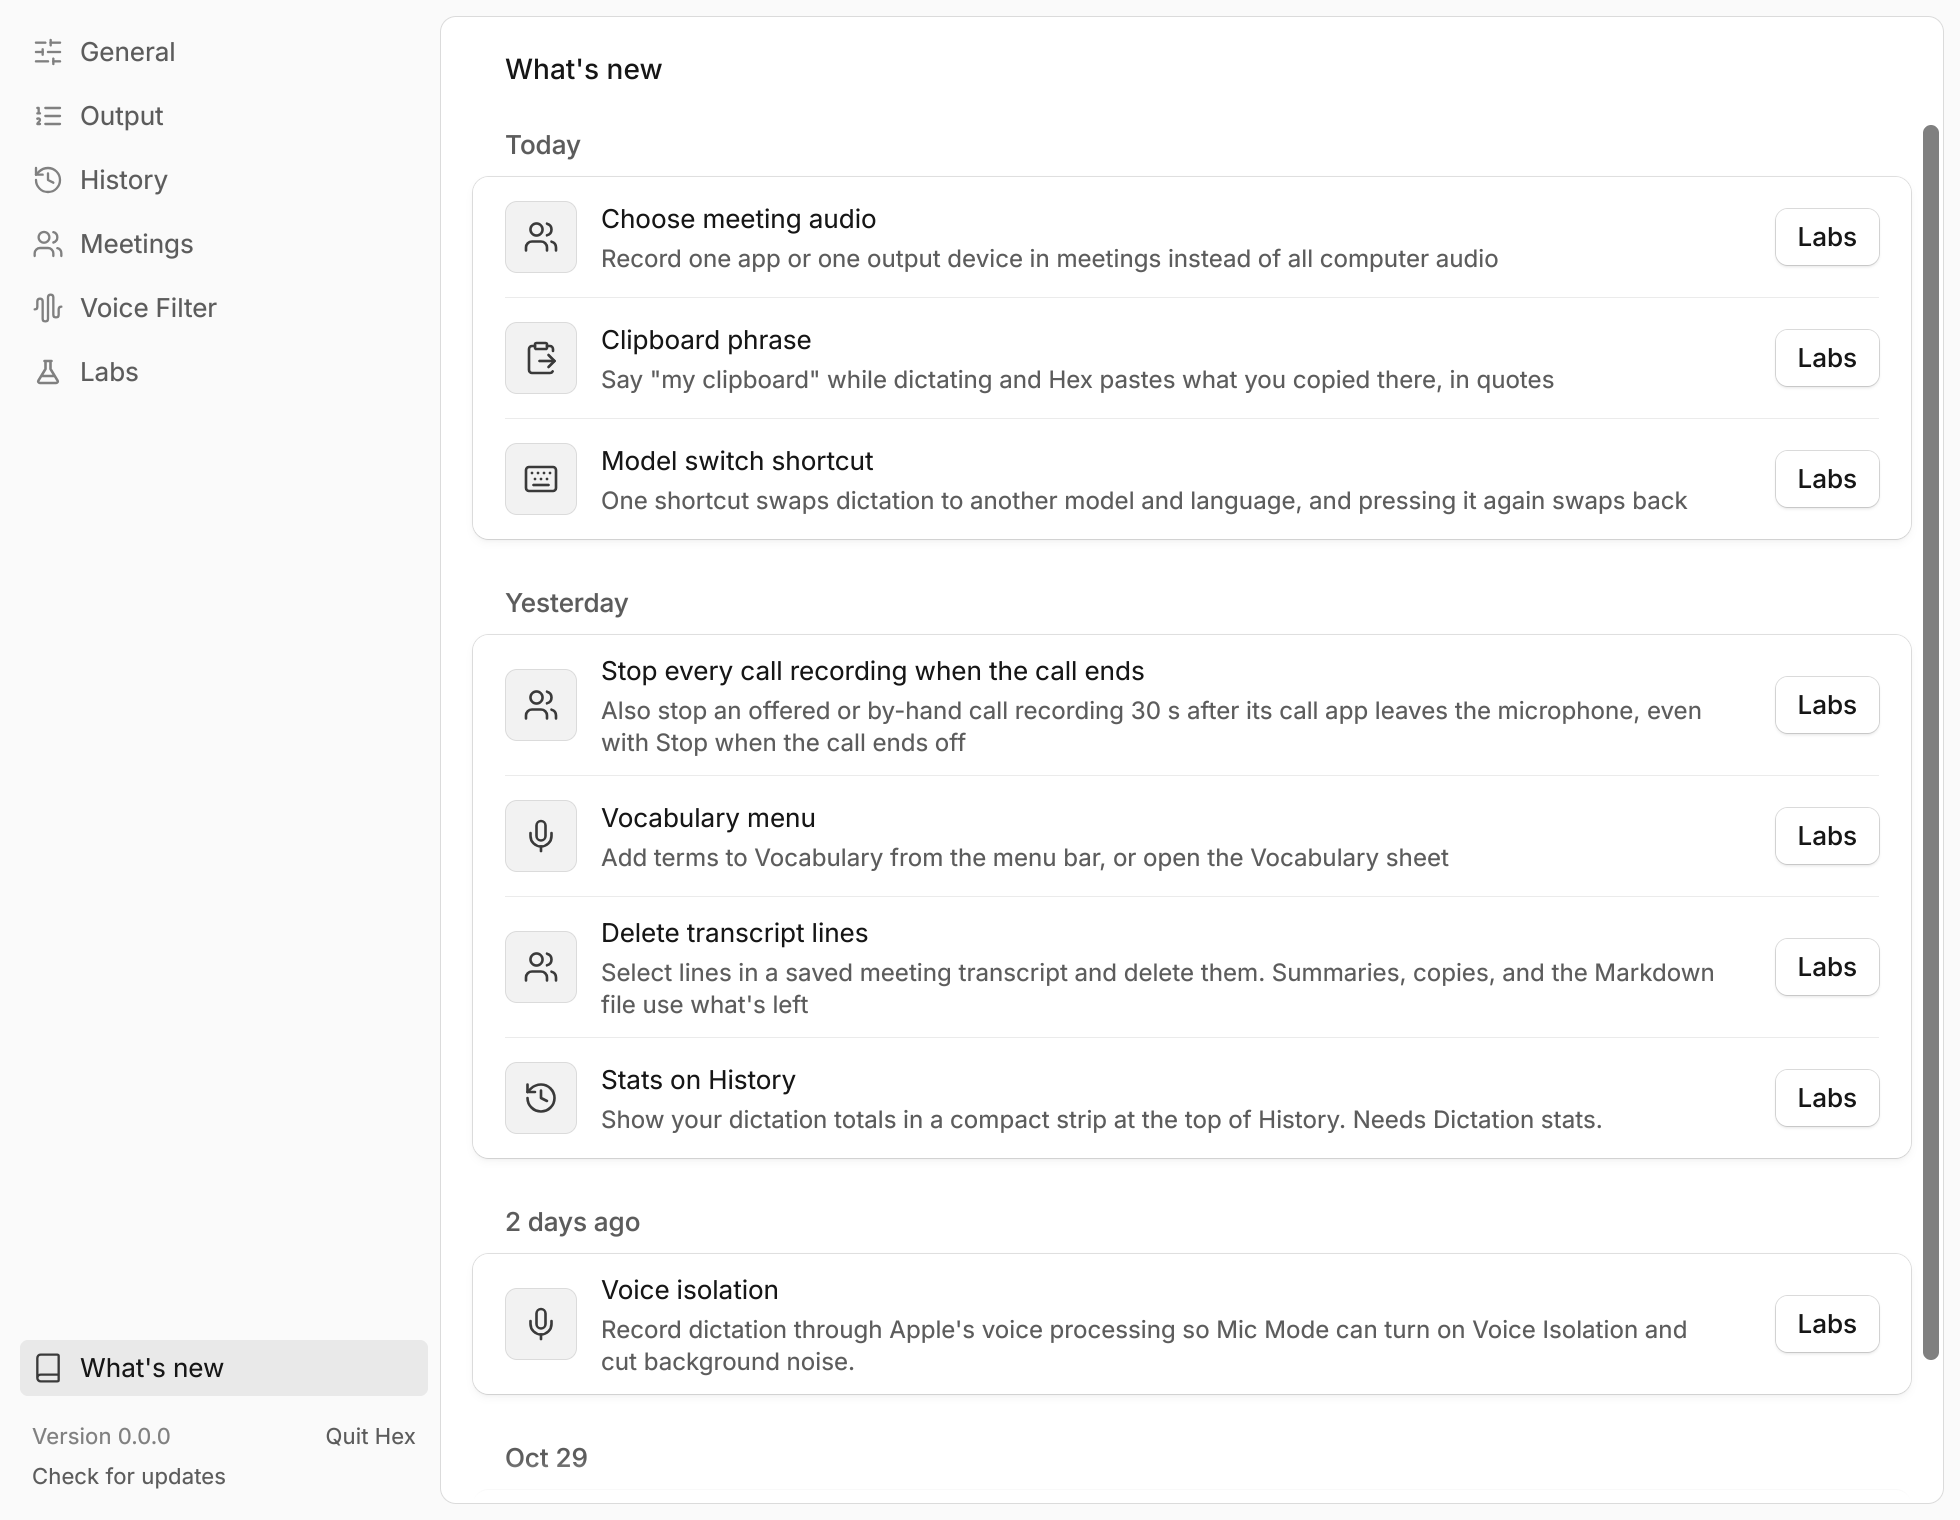 General
Output
History
Meetings
Voice Filter
Labs
What's new
Version 0.0.0
Quit Hex
Check for updates
What's new
Today
Choose meeting audio
Record one app or one output device in meetings instead of all computer audio
Labs
Clipboard phrase
Say "my clipboard" while dictating and Hex pastes what you copied there, in quotes
Labs
Model switch shortcut
One shortcut swaps dictation to another model and language, and pressing it again swaps back
Labs
Yesterday
Stop every call recording when the call ends
Also stop an offered or by-hand call recording 30 s after its call app leaves the microphone, even
with Stop when the call ends off
Labs
Vocabulary menu
Add terms to Vocabulary from the menu bar, or open the Vocabulary sheet
Labs
Delete transcript lines
Select lines in a saved meeting transcript and delete them. Summaries, copies, and the Markdown
file use what's left
Labs
Stats on History
Show your dictation totals in a compact strip at the top of History. Needs Dictation stats.
Labs
2 days ago
Voice isolation
Record dictation through Apple's voice processing so Mic Mode can turn on Voice Isolation and
cut background noise.
Labs
Oct 29